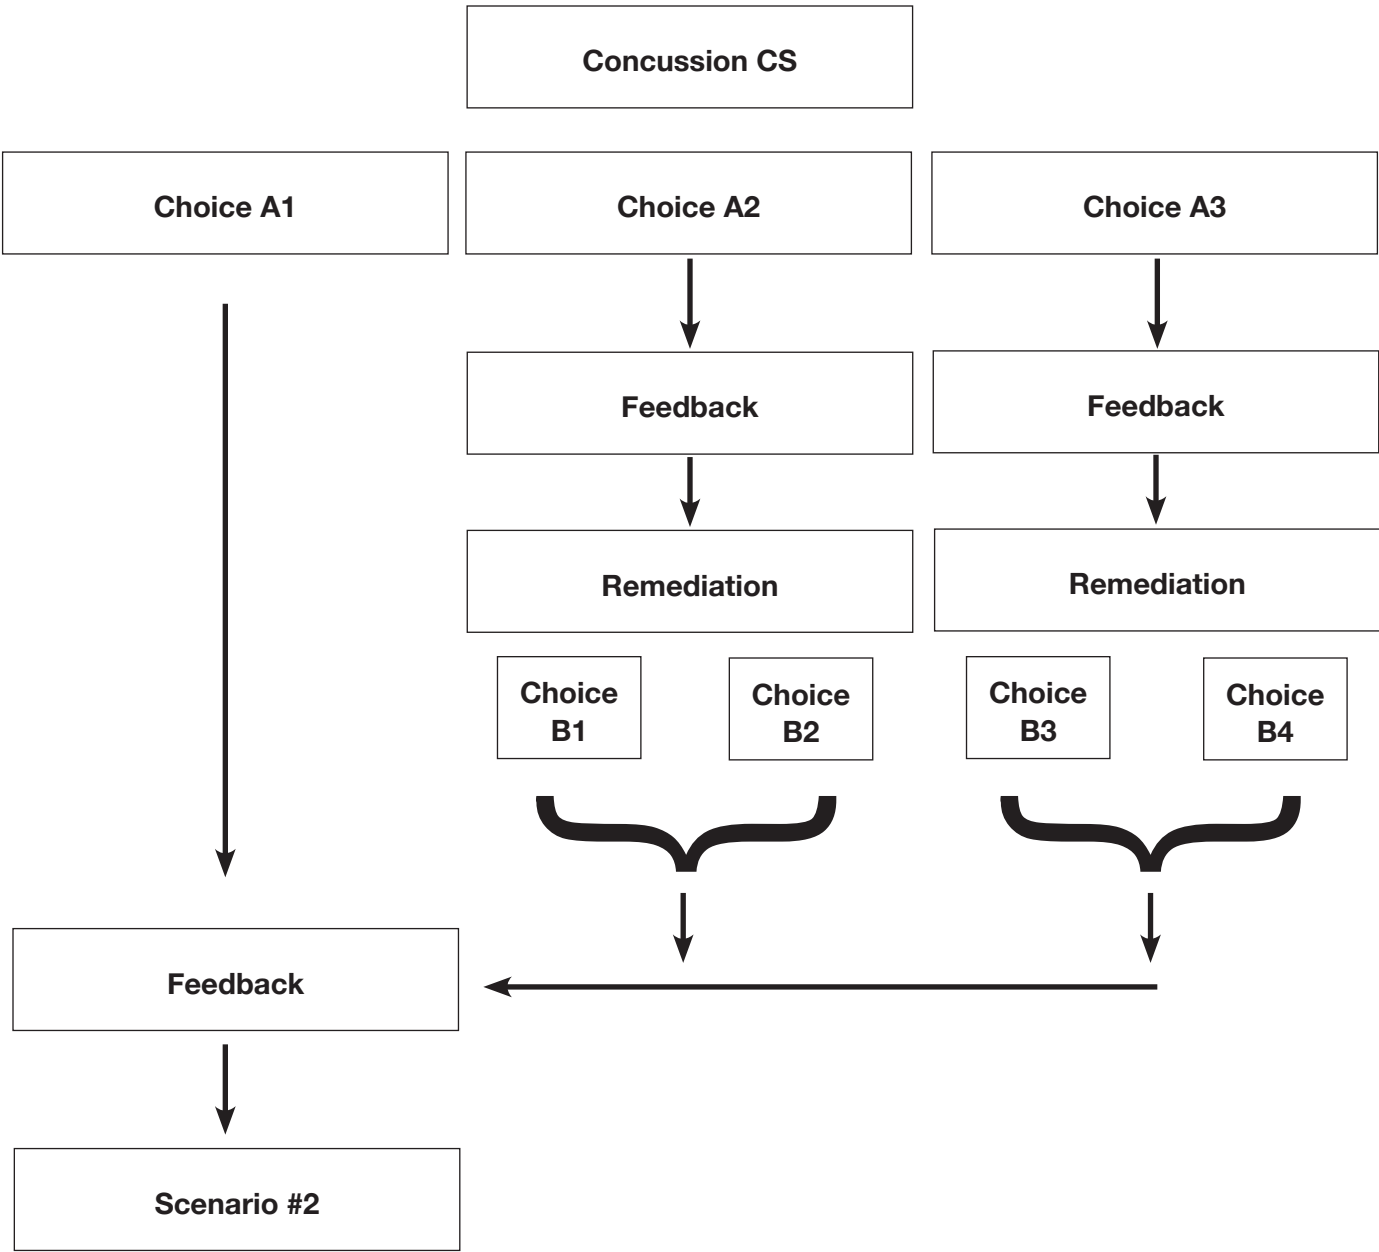 Concussion CS
Choice A1
Choice A2
Choice A3
Feedback
Feedback
Remediation
Remediation
Choice
B1
Choice
B2
Choice
B3
Choice
B4
Feedback
Scenario #2